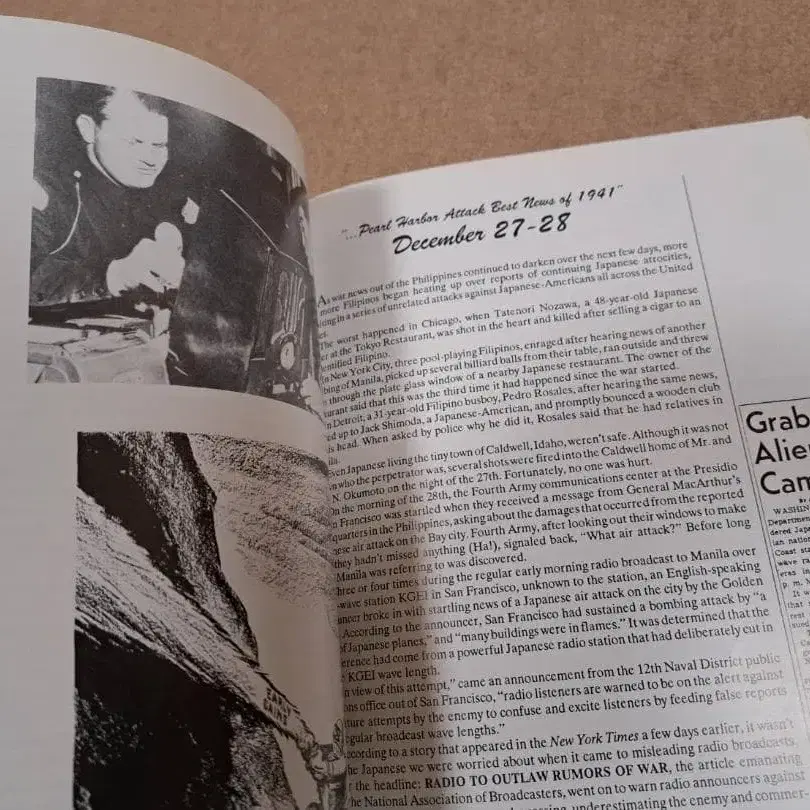 EARLY
GAINS
"...Pearl Harbor Attack Best News of 1941"
December 27-28
As war news out of the Philippines continued to darken over the next few days, more
more Filipinos began heating up over reports of continuing Japanese atrocities,
in a series of unrelated attacks against Japanese-Americans all across the United
The worst happened in Chicago, when Tatenori Nozawa, a 48-year-old Japanese
at the Tokyo Restaurant, was shot in the heart and killed after selling a cigar to an
Filipino.
In New York City, three pool-playing Filipinos, enraged after hearing news of another
of Manila, picked up several billiard balls from their table, ran outside and threw
through the plate glass window of a nearby Japanese restaurant. The owner of the
said that this was the third time it had happened since the war started.
Detroit, a 31-year-old Filipino busboy, Pedro Rosales, after hearing the same news,
up to Jack Shimoda, a Japanese-American, and promptly bounced a wooden club
head. When asked by police why he did it, Rosales said that he had relatives in
Japanese living the tiny town of Caldwell, Idaho, weren't safe. Although it was not
who the perpetrator was, several shots were fired into the Caldwell home of Mr. and
N. Okumoto on the night of the 27th. Fortunately, no one was hurt.
On the morning of the 28th, the Fourth Army communications center at the Presidio
Francisco was startled when they received a message from General MacArthur's
in the Philippines, asking about the damages that occurred from the reported
air attack on the Bay city. Fourth Army, after looking out their windows to make
they hadn't missed anything (Ha!), signaled back, "What air attack?" Before long
Manila was referring to was discovered.
or four times during the regular early morning radio broadcast to Manila over
-wave station KGEI in San Francisco, unknown to the station, an English-speaking
broke in with startling news of a Japanese air attack on the city by the Golden
According to the announcer, San Francisco had sustained a bombing attack by "a
of Japanese planes," and "many buildings were in flames." It was determined that the
had come from a powerful Japanese radio station that had deliberately cut in
KGEI wave length.
view of this attempt," came an announcement from the 12th Naval District public
office out of San Francisco, "radio listeners are warned to be on the alert against
attempts by the enemy to confuse and excite listeners by feeding false reports
regular broadcast wave lengths."
According to a story that appeared in the New York Times a few days earlier, it wasn't
the Japanese we were worried about when it came to misleading radio broadcasts
the headline: RADIO TO OUTLAW RUMORS OF WAR, the article emanating
the National Association of Broadcasters, went on to warn radio announcers against
underestimating the enemy and commer-
Grab
Alie
Cam
WASHIN
Department
dered Jap
ian nation
Coast sta
wave ra
eras in
p. m.
It w
that
rest
sued